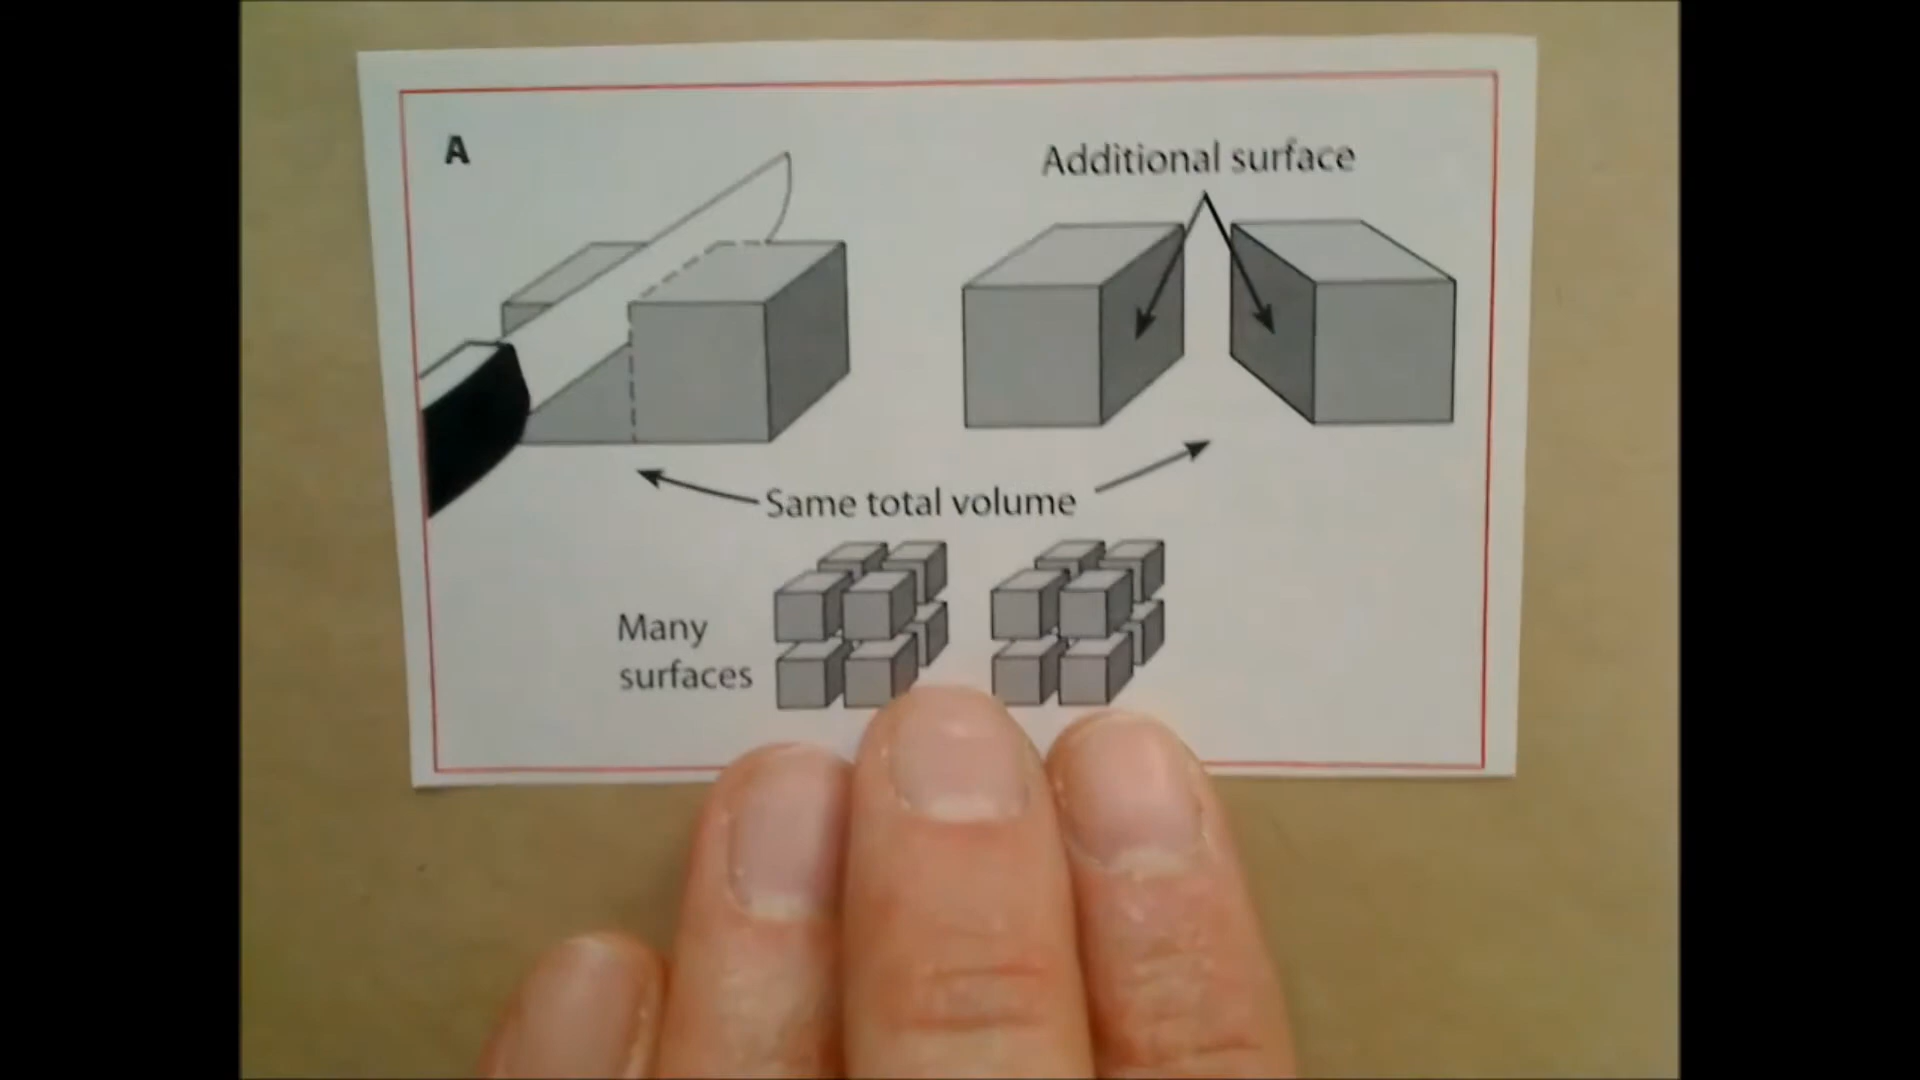 A
Additional surface
Same total volume
Many
surfaces